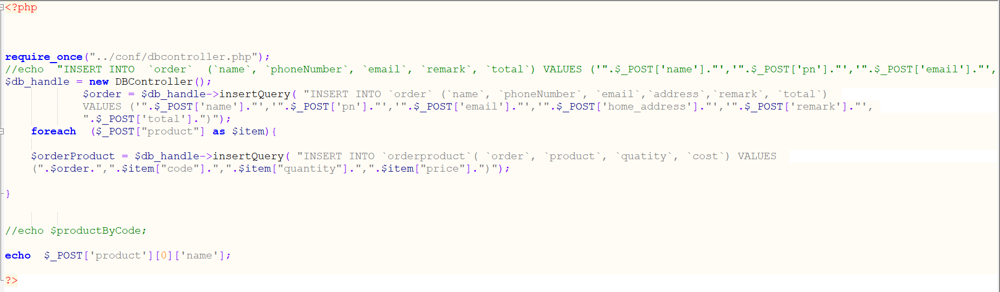 <?php
require_once("../conf/dbcontroller.php");
//echo  "INSERT INTO  `order`  (`name`, `phoneNumber`, `email`, `remark`, `total`) VALUES ('".$_POST['name']."','".$_POST['pn']."','".$_POST['email']."',
$db_handle = new DBController();
$order = $db_handle->insertQuery( "INSERT INTO `order` (`name`, `phoneNumber`, `email`,`address`,`remark`, `total`)
VALUES ('".$_POST['name']."','".$_POST['pn']."','".$_POST['email']."','".$_POST['home_address']."','".$_POST['remark']."',
".$_POST['total'].")");
foreach  ($_POST["product"] as $item){
$orderProduct = $db_handle->insertQuery( "INSERT INTO `orderproduct`( `order`, `product`, `quatity`, `cost`) VALUES
(".$order.",".$item["code"].",".$item["quantity"].",".$item["price"].")");
}
//echo $productByCode;
echo  $_POST['product'][0]['name'];
?>